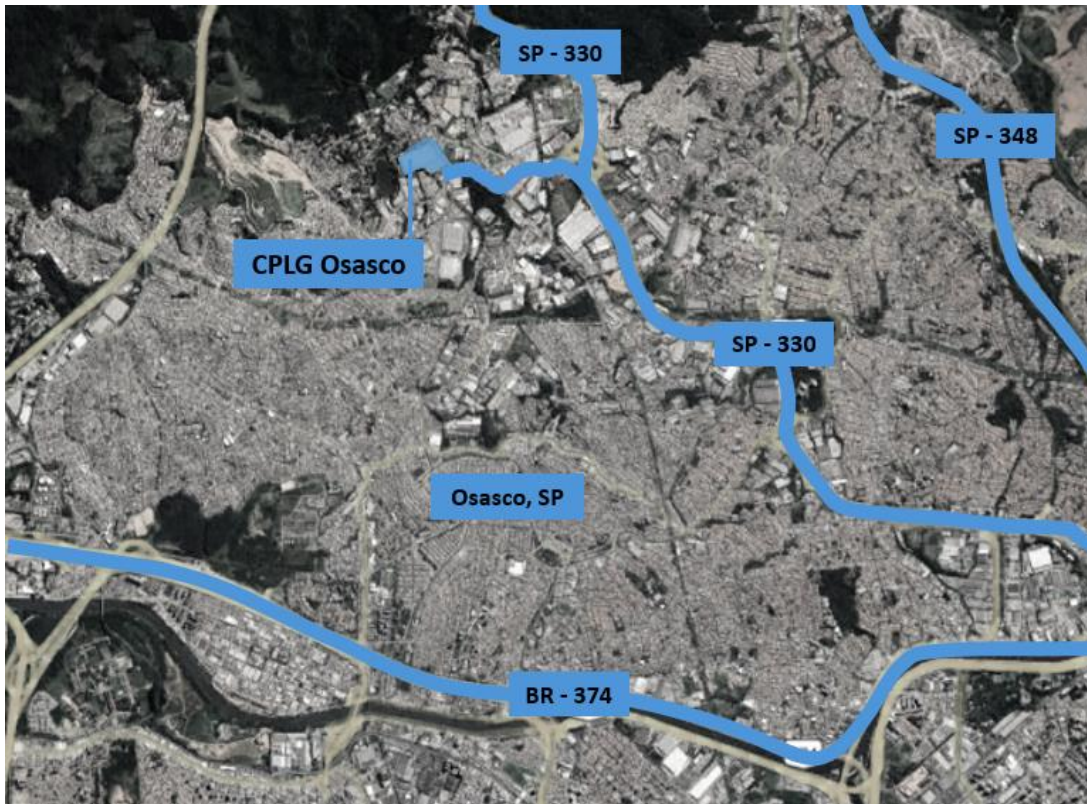 SP - 330
SP - 348
CPLG Osasco
SP - 330
Osasco, SP
BR - 374